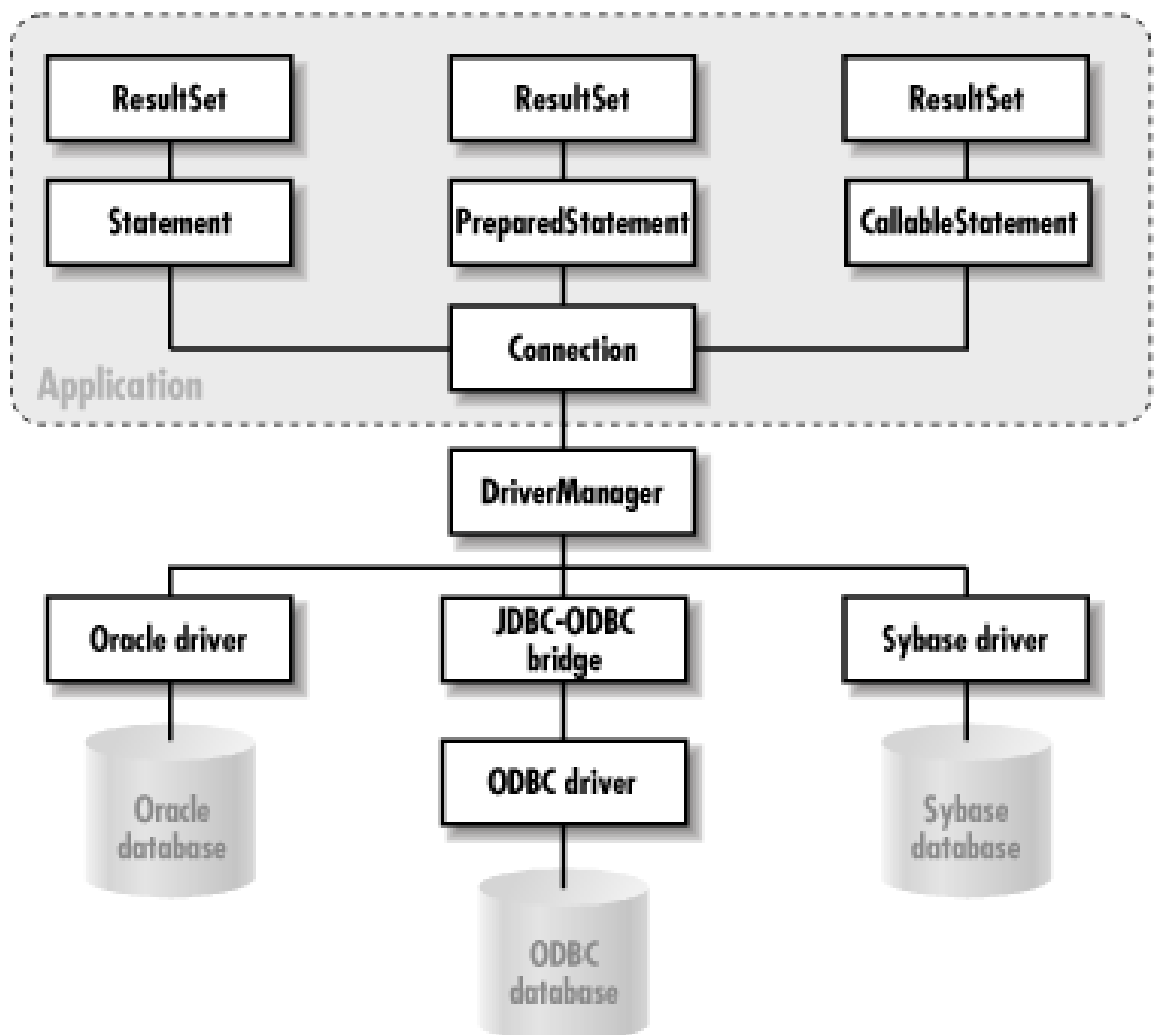 ResultSet
ResultSet
ResultSet
Statement
PreparedStatement
CallableStatement
Connection
Application
DriverManager
Oracle driver
JDBC-ODBC
bridge
Sybase driver
ODBC driver
Oracle
database
Sybase
database
ODBC
database